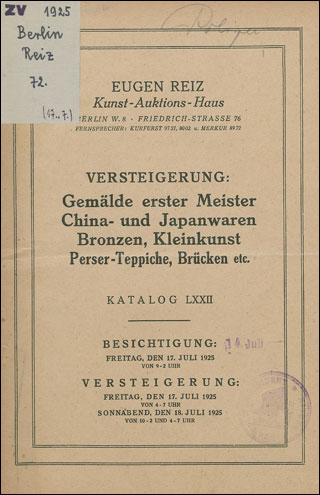 ZV 1925
Berlin
Reiz
72.
(17.,7.)
EUGEN REIZ
Kunst-Auktions-Haus
BERLIN W. 8 · FRIEDRICH-STRASSE 76
FERNSPRECHER: KURFÜRST 9731, 8002 u. MERKUR 8972
VERSTEIGERUNG:
Gemälde erster Meister
China- und Japanwaren
Bronzen, Kleinkunst
Perser-Teppiche, Brücken etc.
KATALOG LXXII
BESICHTIGUNG:
FREITAG, DEN 17. JULI 1925
VON 9-2 UHR
VERSTEIGERUNG:
FREITAG, DEN 17. JULI 1925
VON 4-7 UHR
SONNABEND, DEN 18. JULI 1925
VON 10-2 UND 4-7 UHR
14. Juli